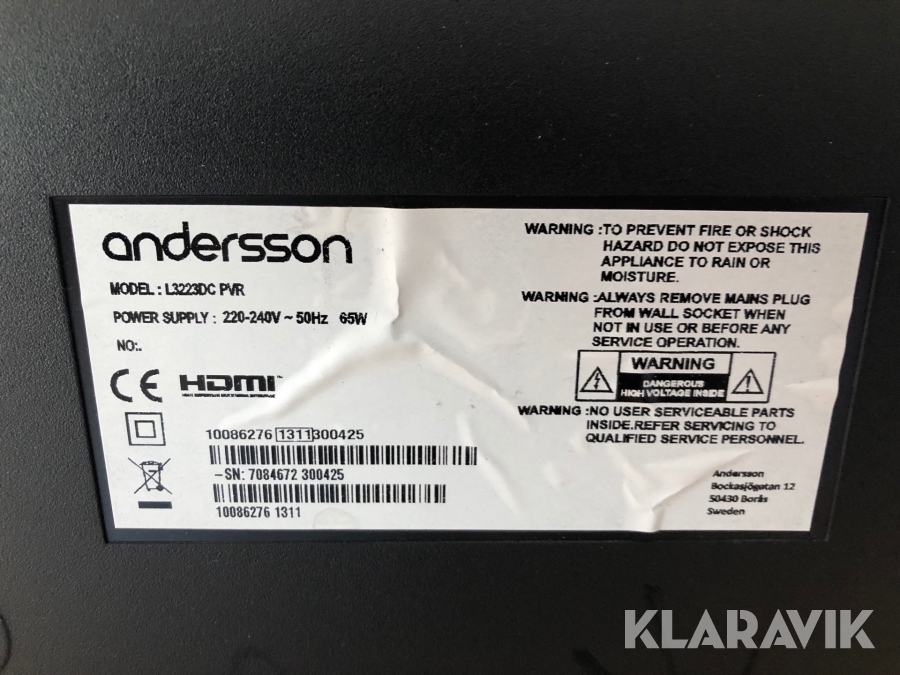 andersson
MODEL : L3223DC PVR
POWER SUPPLY : 220-240V ~ 50Hz 65W
NO:.
CE HDMI
10086276 1311 300425
-SN: 7084672 300425
10086276 1311
WARNING :TO PREVENT FIRE OR SHOCK
HAZARD DO NOT EXPOSE THIS
APPLIANCE TO RAIN OR
MOISTURE.
WARNING :ALWAYS REMOVE MAINS PLUG
FROM WALL SOCKET WHEN
NOT IN USE OR BEFORE ANY
SERVICE OPERATION.
WARNING
DANGEROUS
HIGH VOLTAGE INSIDE
WARNING :NO USER SERVICEABLE PARTS
INSIDE.REFER SERVICING TO
QUALIFIED SERVICE PERSONNEL.
Andersson
Bockasjögatan 12
50430 Borås
Sweden
KLARAVIK